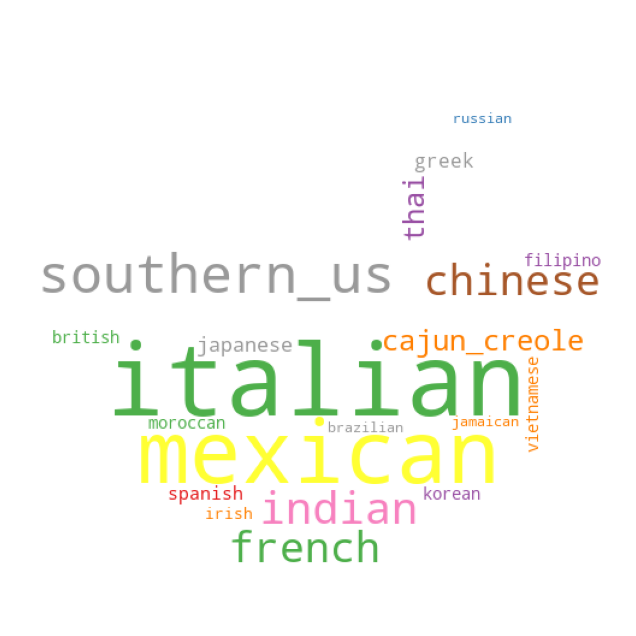 russian
greek
thai
southern_us
filipino
chinese
british
japanese
cajun_creole
italian
vietnamese
moroccan
brazilian
jamaican
mexican
spanish
indian
korean
irish
french